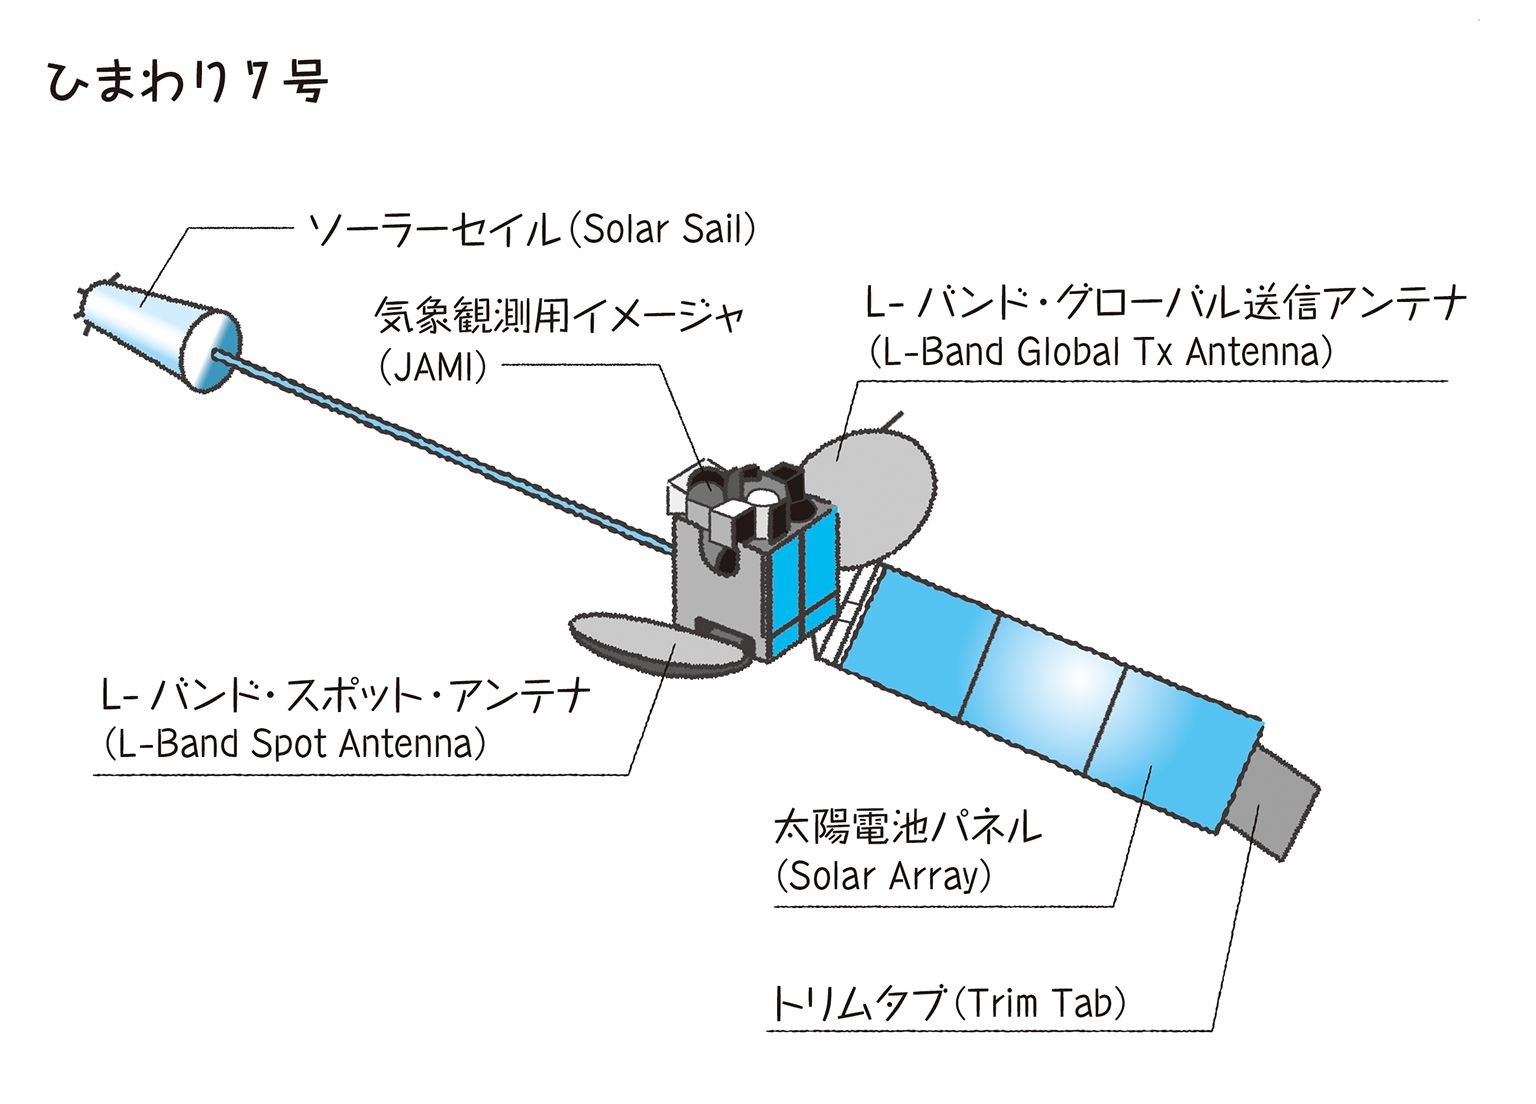 ひまわり7号
ソーラーセイル(Solar Sail)
気象観測用イメージャ
(JAMI)
L-バンド・グローバル送信アンテナ
(L-Band Global Tx Antenna)
L-バンド・スポット・アンテナ
(L-Band Spot Antenna)
太陽電池パネル
(Solar Array)
トリムタブ(Trim Tab)